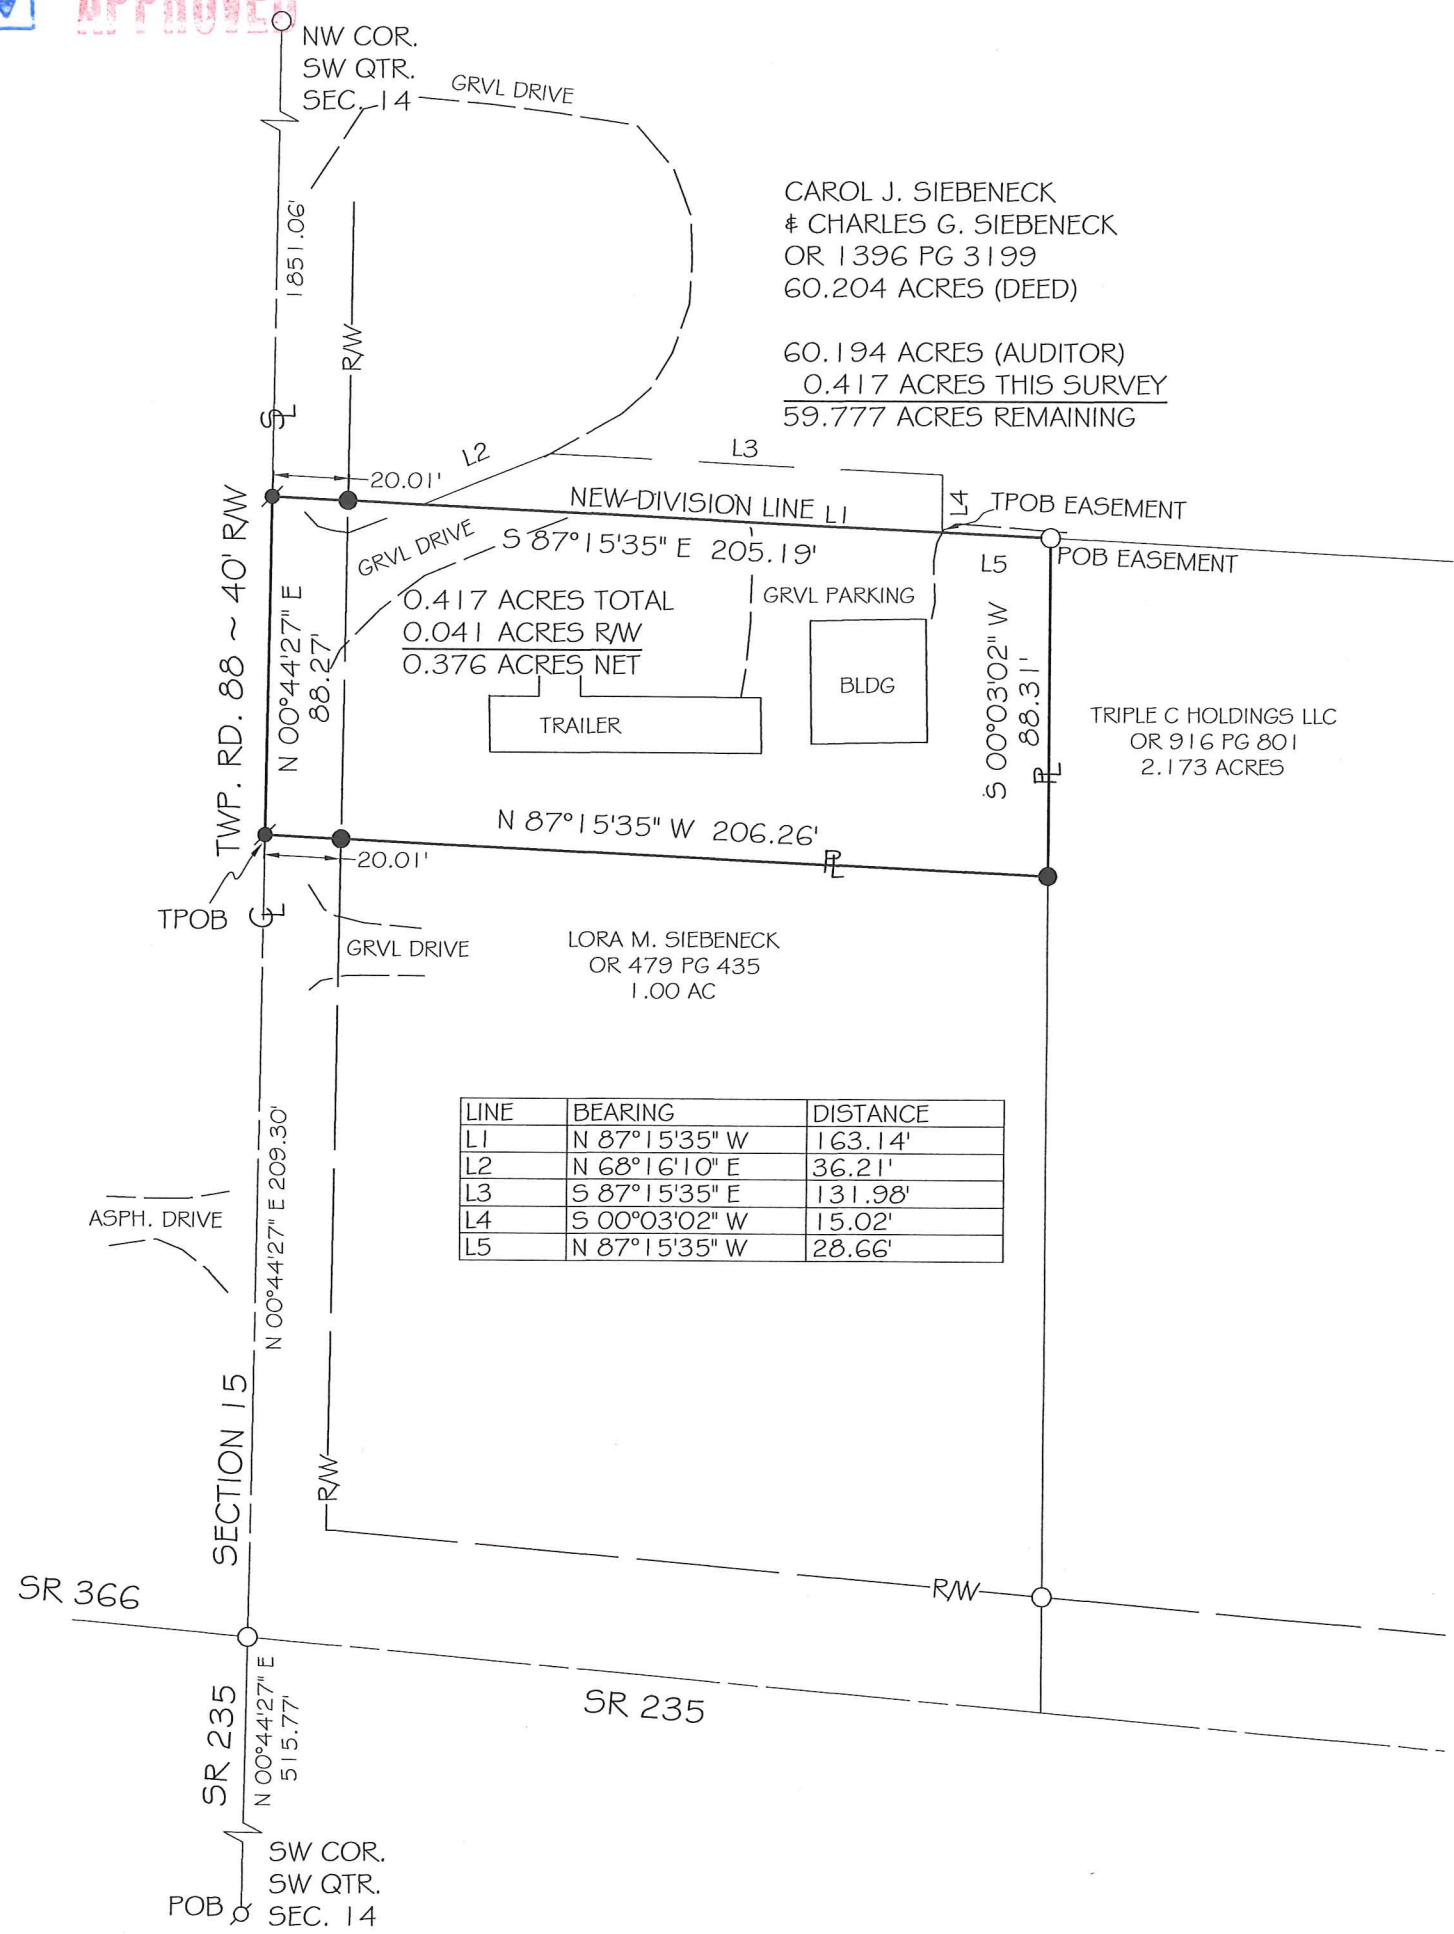 APPROVED
NW COR.
SW QTR.
SEC. 14
GRVL DRIVE
1851.06'
R/W
CAROL J. SIEBENECK
& CHARLES G. SIEBENECK
OR 1396 PG 3199
60.204 ACRES (DEED)
60.194 ACRES (AUDITOR)
0.417 ACRES THIS SURVEY
59.777 ACRES REMAINING
SL
L2
L3
L4
20.01'
NEW DIVISION LINE L1
TPOB EASEMENT
S 87°15'35" E 205.19'
L5
POB EASEMENT
GRVL DRIVE
TWP. RD. 88 ~ 40' R/W
N 00°44'27" E
88.27'
0.417 ACRES TOTAL
0.041 ACRES R/W
0.376 ACRES NET
GRVL PARKING
BLDG
TRAILER
S 00°03'02" W
88.31'
PL
TRIPLE C HOLDINGS LLC
OR 916 PG 801
2.173 ACRES
N 87°15'35" W 206.26'
PL
20.01'
TPOB
CL
GRVL DRIVE
LORA M. SIEBENECK
OR 479 PG 435
1.00 AC
LINE BEARING DISTANCE
L1 N 87°15'35" W 163.14'
L2 N 68°16'10" E 36.21'
L3 S 87°15'35" E 131.98'
L4 S 00°03'02" W 15.02'
L5 N 87°15'35" W 28.66'
ASPH. DRIVE
N 00°44'27" E 209.30'
SECTION 15
R/W
R/W
SR 366
SR 235
SR 235
N 00°44'27" E
515.77'
SW COR.
SW QTR.
SEC. 14
POB